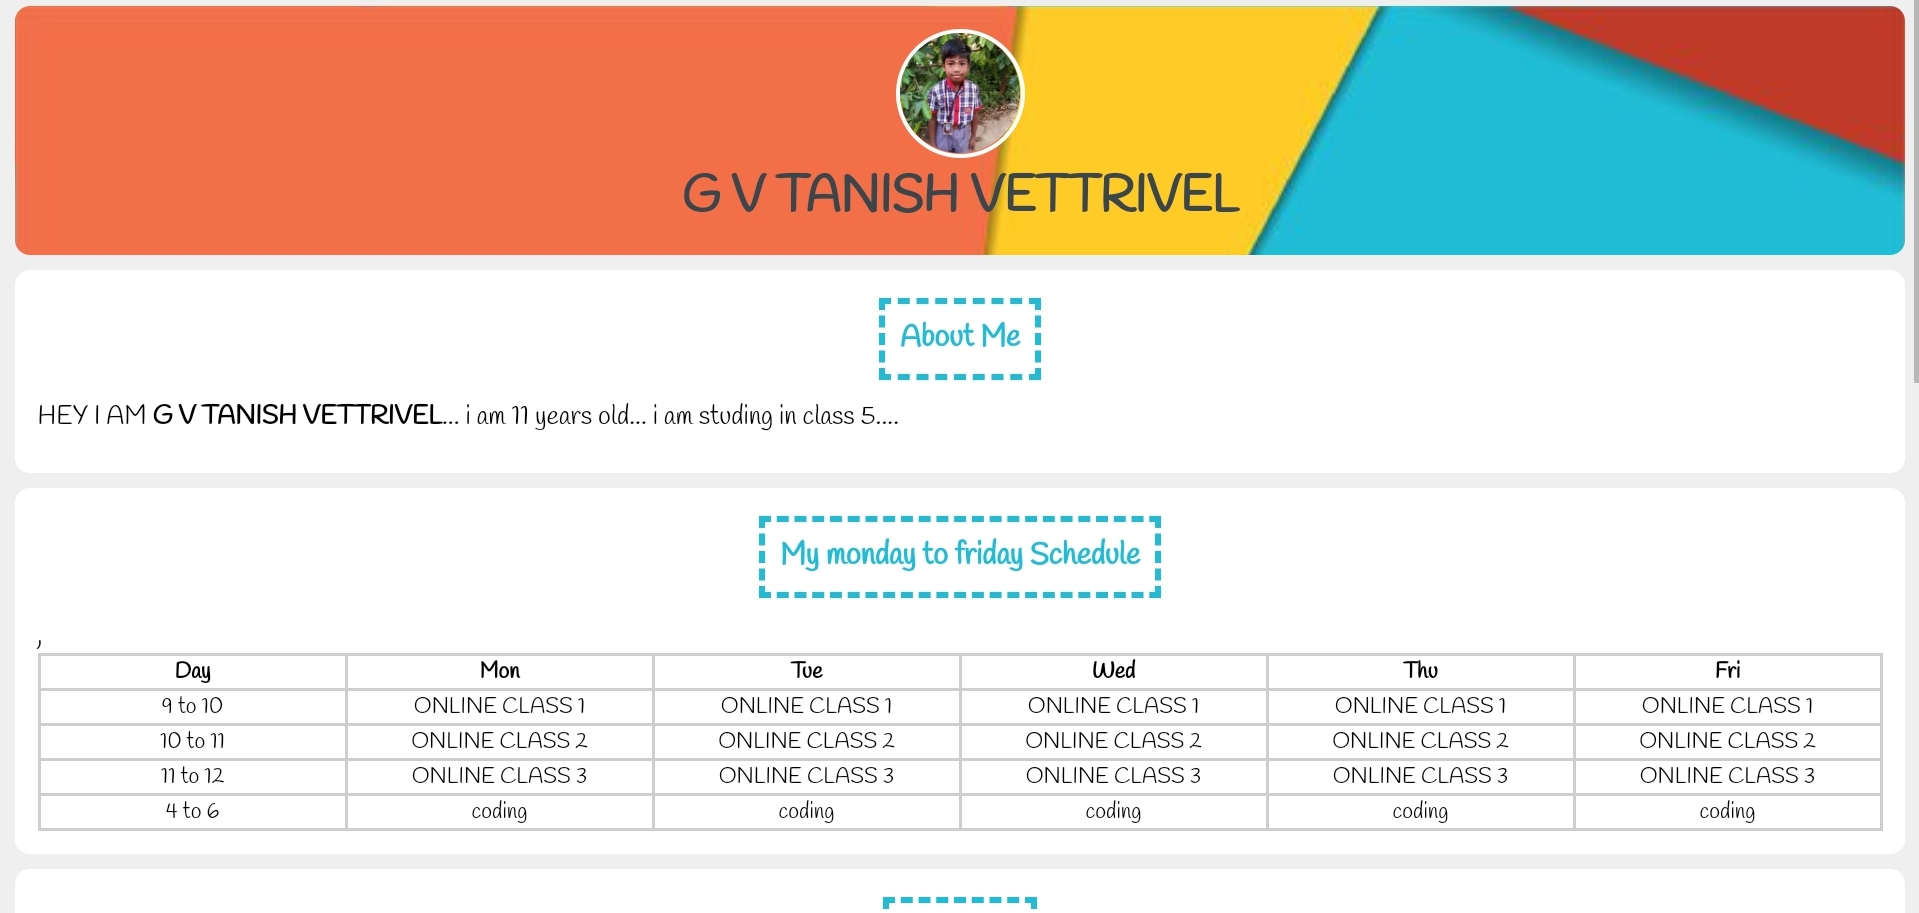 G V TANISH VETTRIVEL
About Me
HEY I AM G V TANISH VETTRIVEL... i am 11 years old... i am studing in class 5....
My monday to friday Schedule
,
Day Mon Tue Wed Thu Fri
9 to 10 ONLINE CLASS 1 ONLINE CLASS 1 ONLINE CLASS 1 ONLINE CLASS 1 ONLINE CLASS 1
10 to 11 ONLINE CLASS 2 ONLINE CLASS 2 ONLINE CLASS 2 ONLINE CLASS 2 ONLINE CLASS 2
11 to 12 ONLINE CLASS 3 ONLINE CLASS 3 ONLINE CLASS 3 ONLINE CLASS 3 ONLINE CLASS 3
4 to 6 coding coding coding coding coding